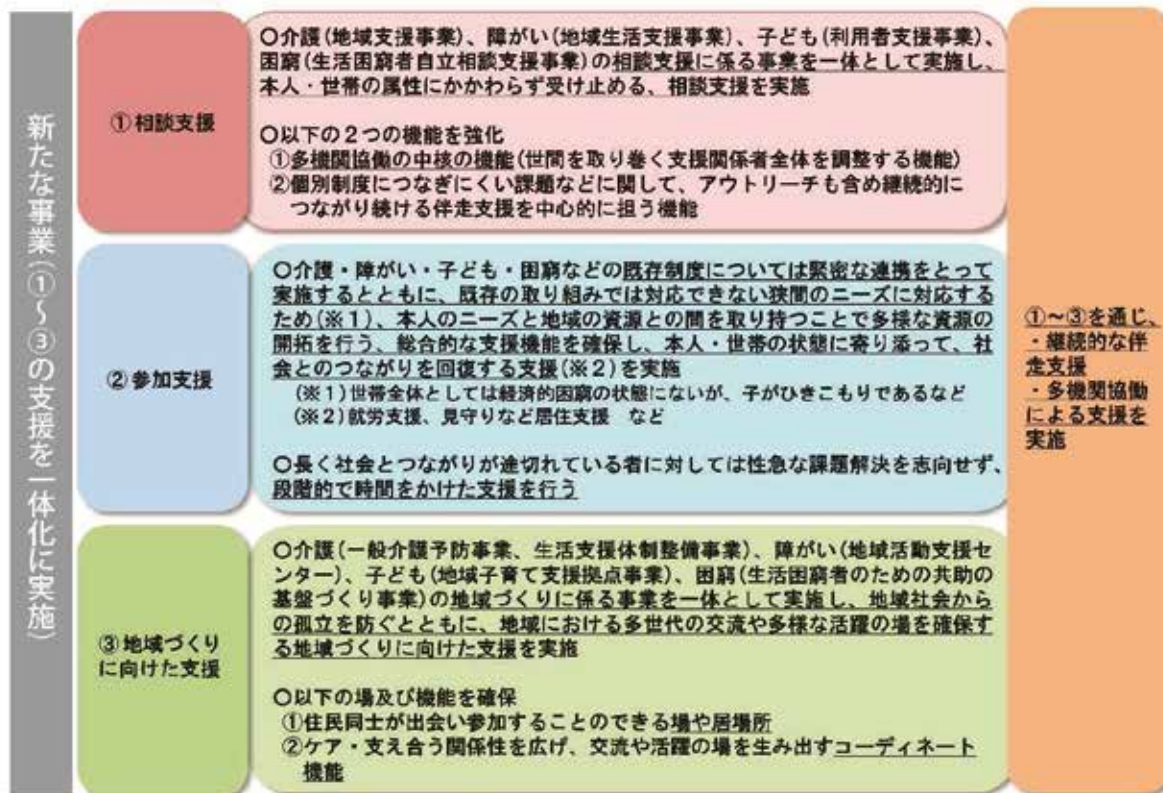 新たな事業(①～③の支援を一体化に実施)
①相談支援
○介護(地域支援事業)、障がい(地域生活支援事業)、子ども(利用者支援事業)、
困窮(生活困窮者自立相談支援事業)の相談支援に係る事業を一体として実施し、
本人・世帯の属性にかかわらず受け止める、相談支援を実施
○以下の２つの機能を強化
①多機関協働の中核の機能(世間を取り巻く支援関係者全体を調整する機能)
②個別制度につなぎにくい課題などに関して、アウトリーチも含め継続的に
つながり続ける伴走支援を中心的に担う機能
②参加支援
○介護・障がい・子ども・困窮などの既存制度については緊密な連携をとって
実施するとともに、既存の取り組みでは対応できない狭間のニーズに対応する
ため(※１)、本人のニーズと地域の資源との間を取り持つことで多様な資源の
開拓を行う、総合的な支援機能を確保し、本人・世帯の状態に寄り添って、社
会とのつながりを回復する支援(※２)を実施
(※１)世帯全体としては経済的困窮の状態にないが、子がひきこもりであるなど
(※２)就労支援、見守りなど居住支援　など
○長く社会とつながりが途切れている者に対しては性急な課題解決を志向せず、
段階的で時間をかけた支援を行う
③地域づくり
に向けた支援
○介護(一般介護予防事業、生活支援体制整備事業)、障がい(地域活動支援セ
ンター)、子ども(地域子育て支援拠点事業)、困窮(生活困窮者のための共助の
基盤づくり事業)の地域づくりに係る事業を一体として実施し、地域社会から
の孤立を防ぐとともに、地域における多世代の交流や多様な活躍の場を確保す
る地域づくりに向けた支援を実施
○以下の場及び機能を確保
①住民同士が出会い参加することのできる場や居場所
②ケア・支え合う関係性を広げ、交流や活躍の場を生み出すコーディネート
機能
①～③を通じ、
・継続的な伴
走支援
・多機関協働
による支援を
実施